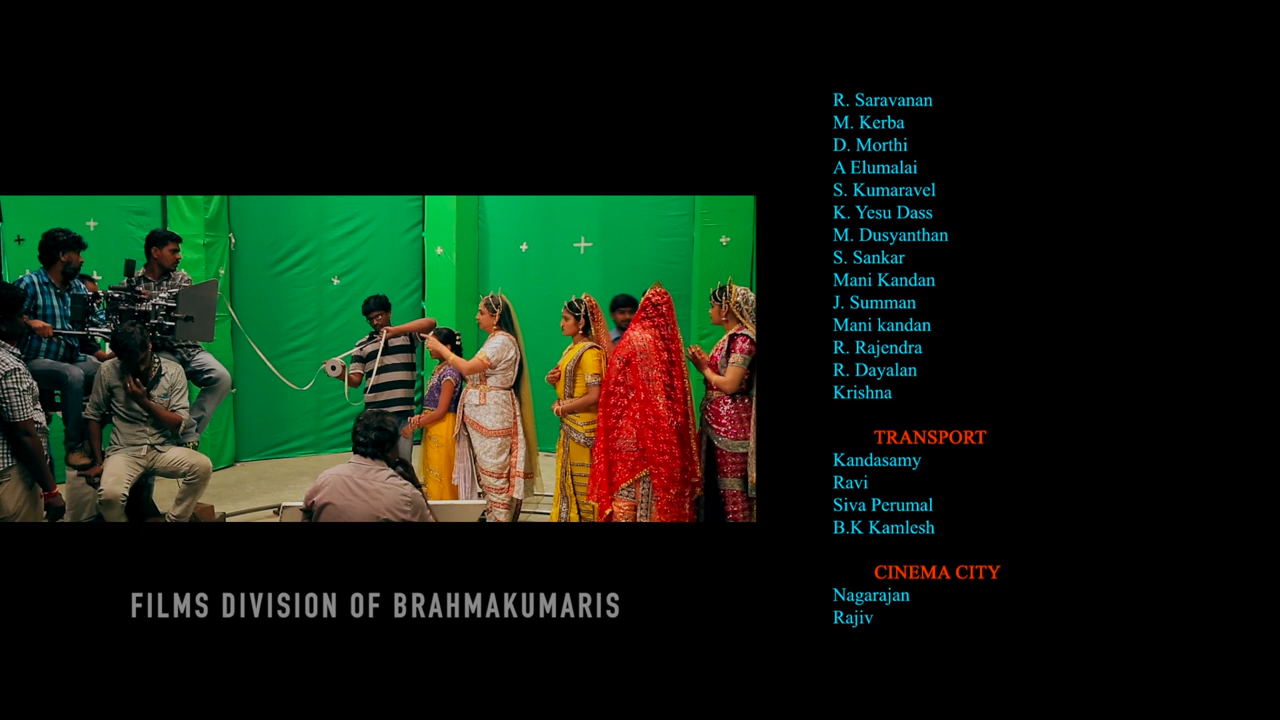 R. Saravanan
M. Kerba
D. Morthi
A Elumalai
S. Kumaravel
K. Yesu Dass
M. Dusyanthan
S. Sankar
Mani Kandan
J. Summan
Mani kandan
R. Rajendra
R. Dayalan
Krishna
TRANSPORT
Kandasamy
Ravi
Siva Perumal
B.K Kamlesh
CINEMA CITY
Nagarajan
Rajiv
FILMS DIVISION OF BRAHMAKUMARIS